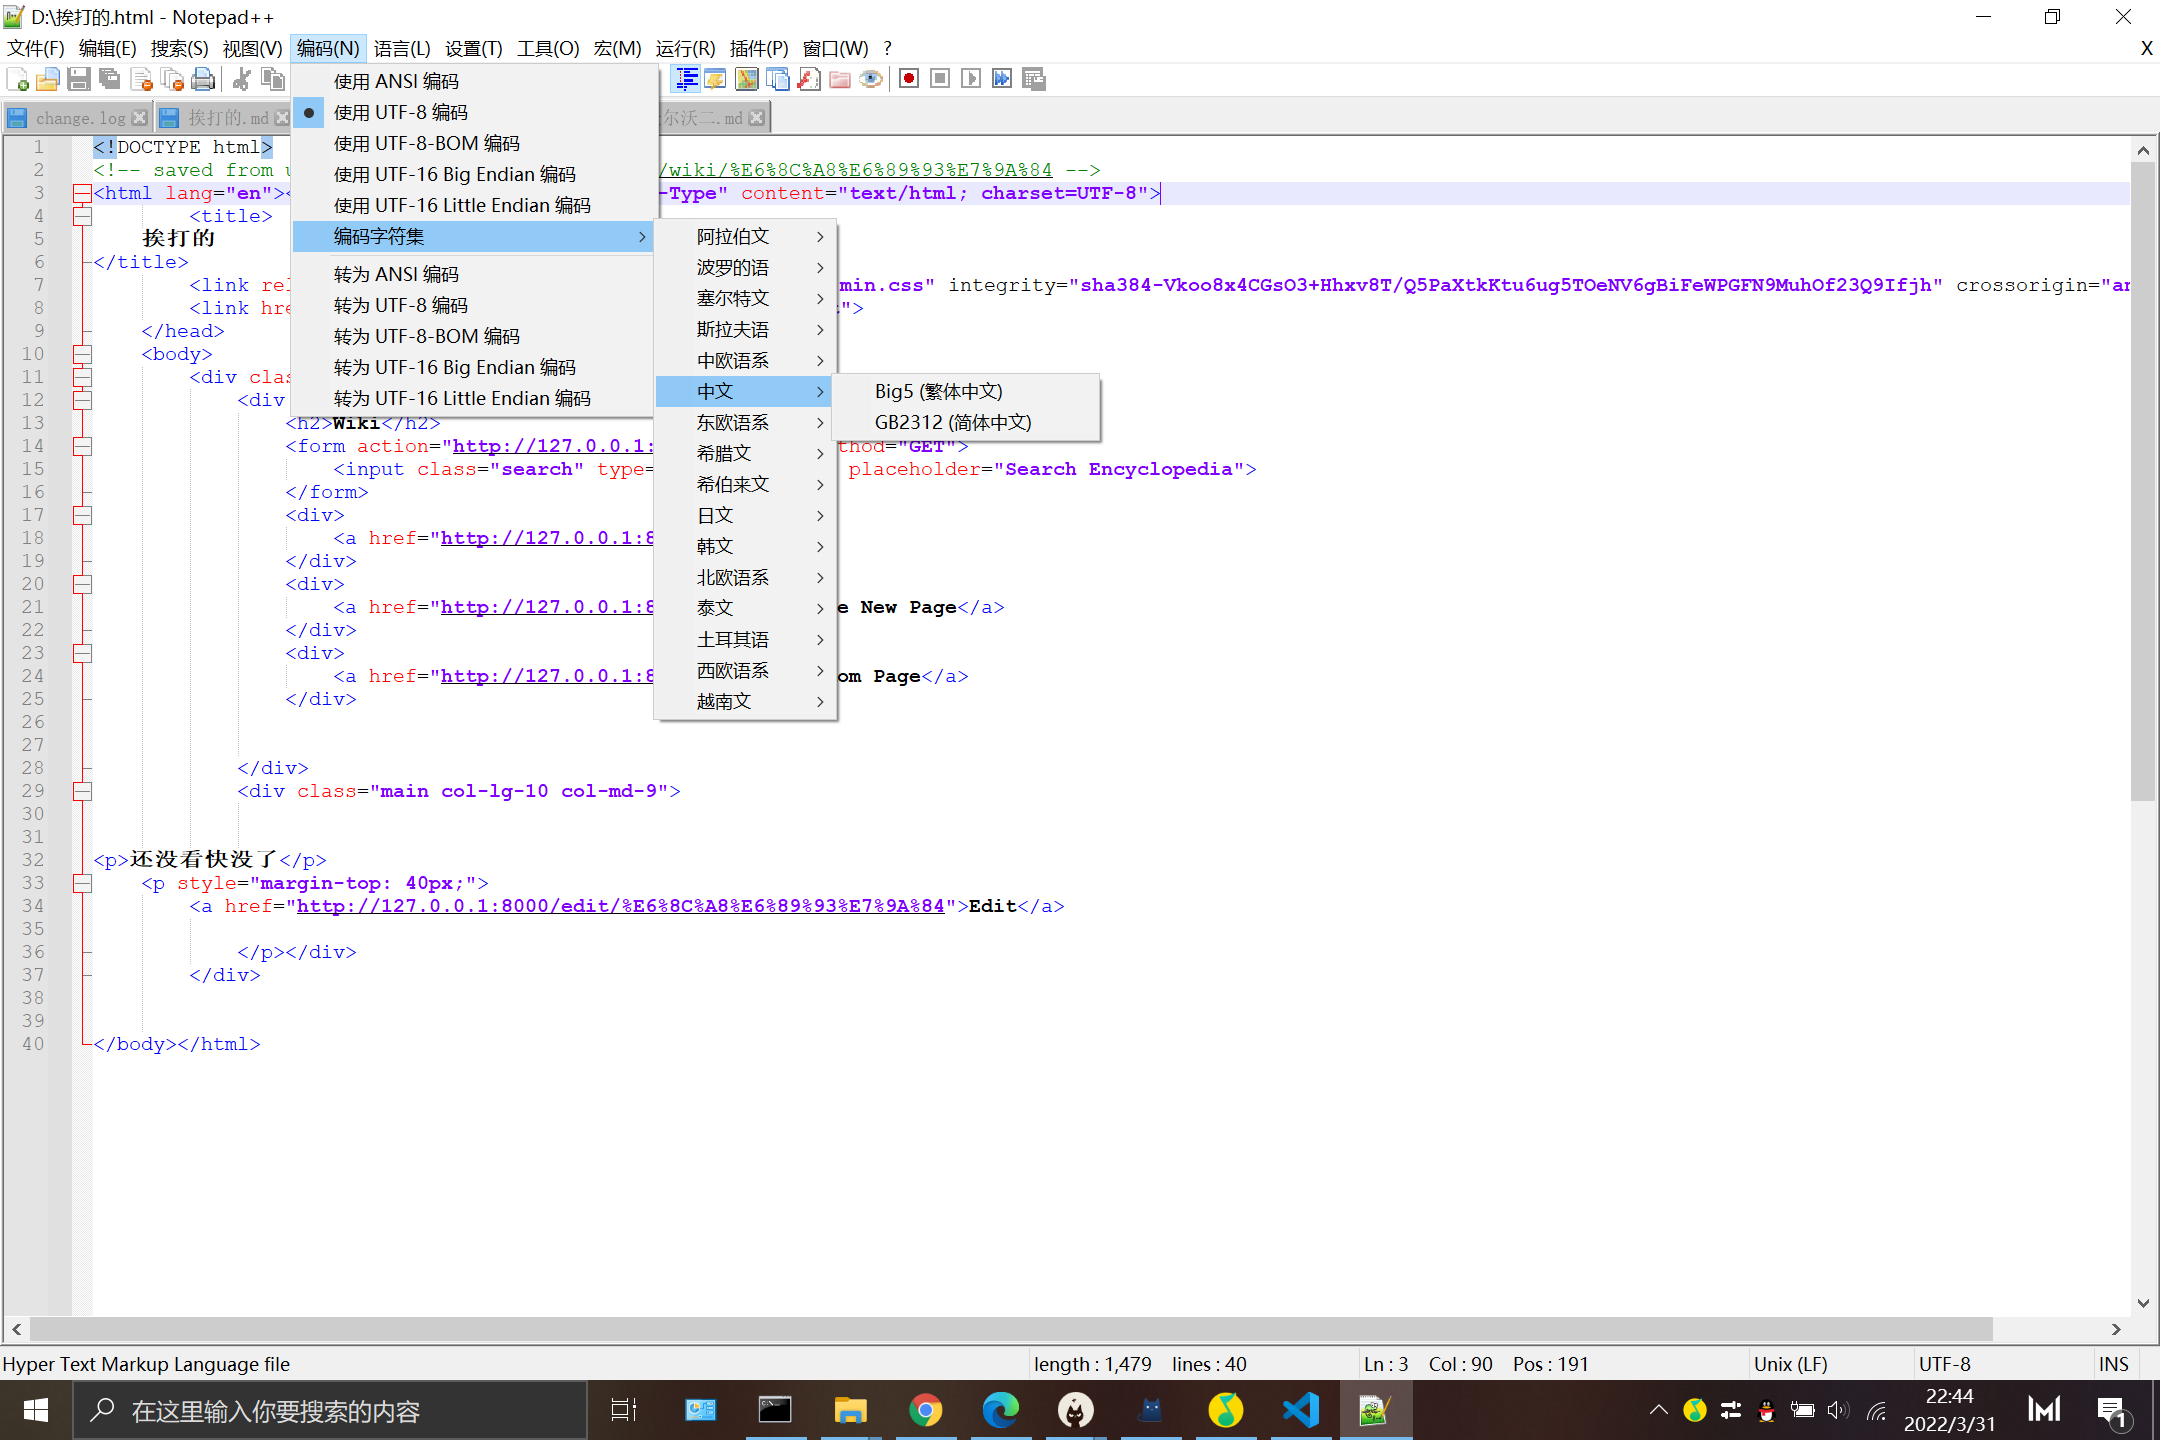 D:\挨打的.html - Notepad++
文件(F) 编辑(E) 搜索(S) 视图(V) 编码(N) 语言(L) 设置(T) 工具(O) 宏(M) 运行(R) 插件(P) 窗口(W) ? X
change.log 挨打的.md 尔沃二.md
使用 ANSI 编码
使用 UTF-8 编码
使用 UTF-8-BOM 编码
使用 UTF-16 Big Endian 编码
使用 UTF-16 Little Endian 编码
编码字符集
转为 ANSI 编码
转为 UTF-8 编码
转为 UTF-8-BOM 编码
转为 UTF-16 Big Endian 编码
转为 UTF-16 Little Endian 编码
阿拉伯文
波罗的语
塞尔特文
斯拉夫语
中欧语系
中文
东欧语系
希腊文
希伯来文
日文
韩文
北欧语系
泰文
土耳其语
西欧语系
越南文
Big5 (繁体中文)
GB2312 (简体中文)
1 <!DOCTYPE html>
2 <!-- saved from /wiki/%E6%8C%A8%E6%89%93%E7%9A%84 -->
3 <html lang="en">< -Type" content="text/html; charset=UTF-8">
4 <title>
5 挨打的
6 </title>
7 <link rel min.css" integrity="sha384-Vkoo8x4CGsO3+Hhxv8T/Q5PaXtkKtu6ug5TOeNV6gBiFeWPGFN9MuhOf23Q9Ifjh" crossorigin="an
8 <link hre ">
9 </head>
10 <body>
11 <div clas
12 <div
13 <h2>Wiki</h2>
14 <form action="http://127.0.0.1: thod="GET">
15 <input class="search" type= placeholder="Search Encyclopedia">
16 </form>
17 <div>
18 <a href="http://127.0.0.1:8
19 </div>
20 <div>
21 <a href="http://127.0.0.1:8 e New Page</a>
22 </div>
23 <div>
24 <a href="http://127.0.0.1:8 om Page</a>
25 </div>
26
27
28 </div>
29 <div class="main col-lg-10 col-md-9">
30
31
32 <p>还没看快没了</p>
33 <p style="margin-top: 40px;">
34 <a href="http://127.0.0.1:8000/edit/%E6%8C%A8%E6%89%93%E7%9A%84">Edit</a>
35
36 </p></div>
37 </div>
38
39
40 </body></html>
Hyper Text Markup Language file length : 1,479 lines : 40 Ln : 3 Col : 90 Pos : 191 Unix (LF) UTF-8 INS
在这里输入你要搜索的内容
22:44
2022/3/31
1